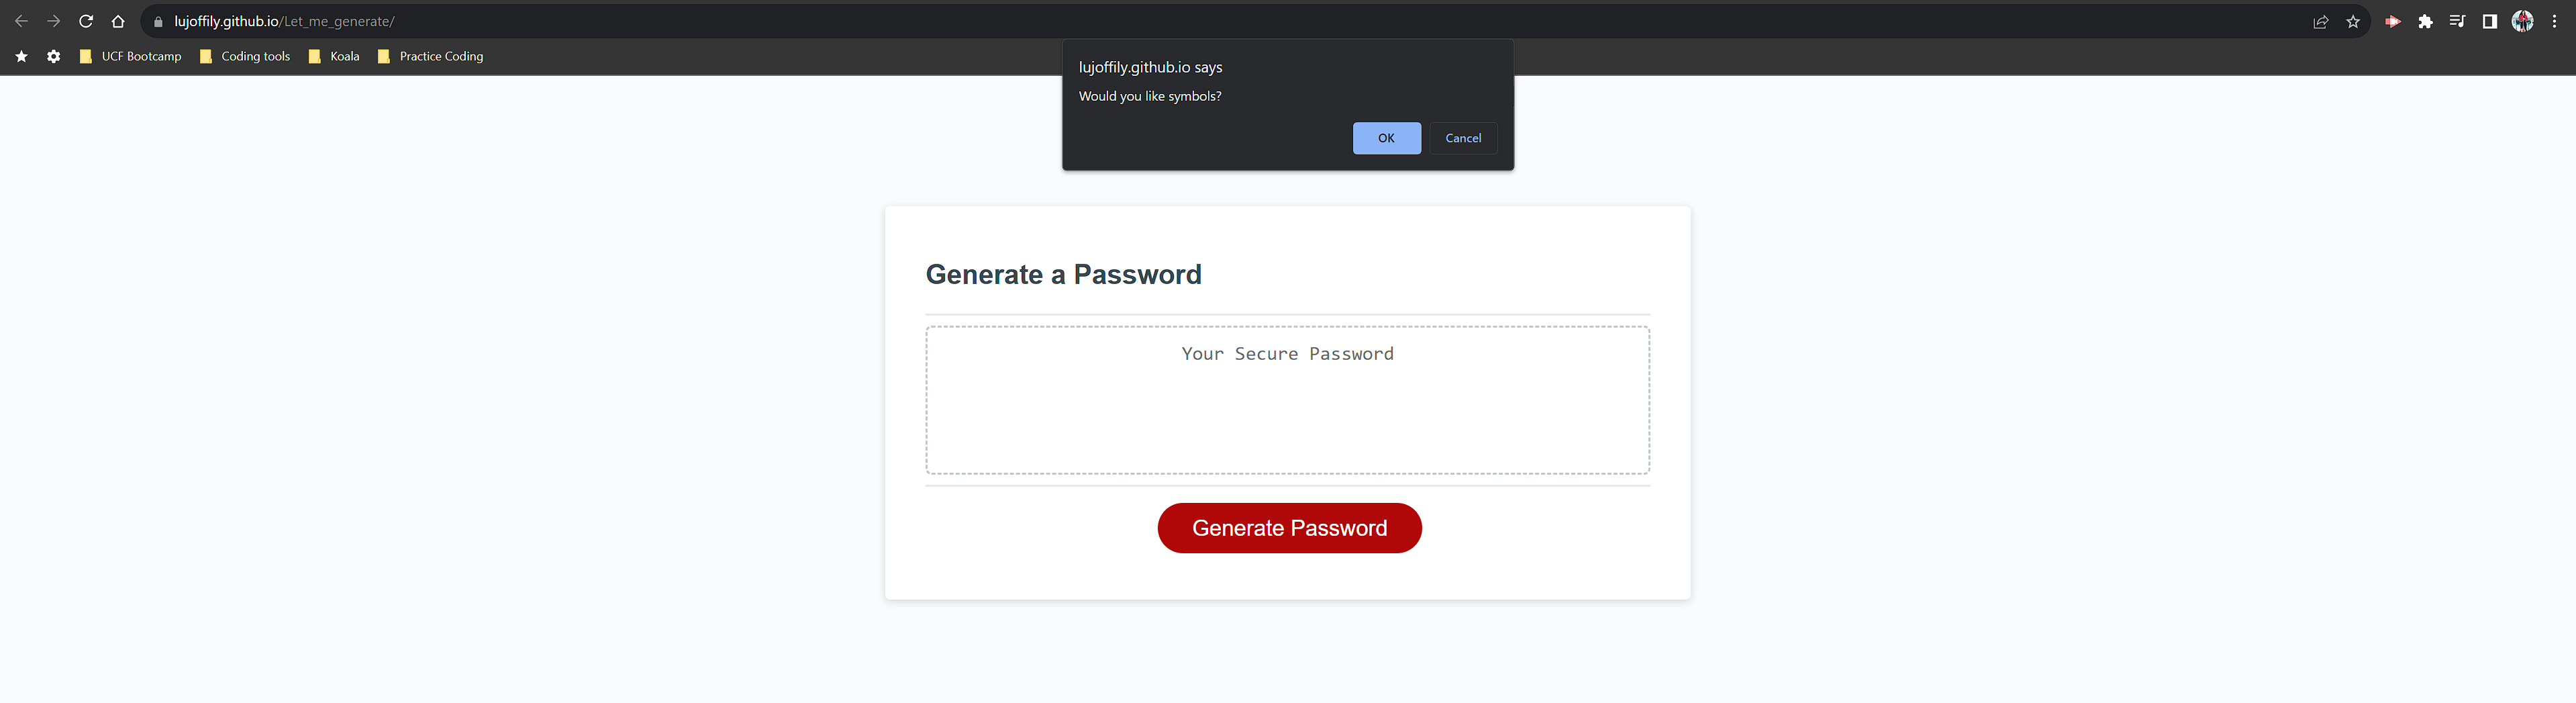 lujoffily.github.io/Let_me_generate/
UCF Bootcamp Coding tools Koala Practice Coding
lujoffily.github.io says
Would you like symbols?
OK Cancel
Generate a Password
Your Secure Password
Generate Password